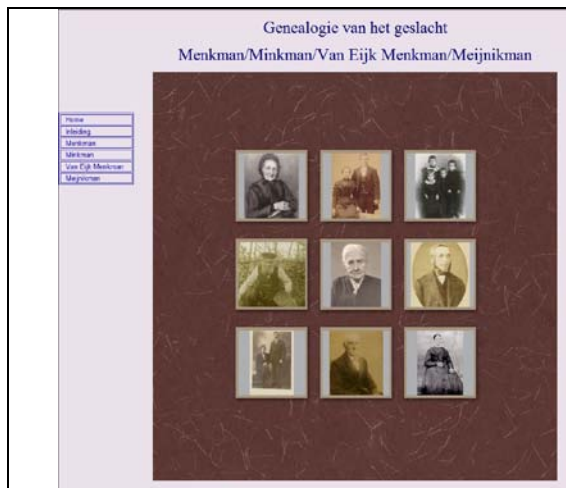 Genealogie van het geslacht
Menkman/Minkman/Van Eijk Menkman/Meijnikman
Home
Inleiding
Menkman
Minkman
Van Eijk Menkman
Meijnikman